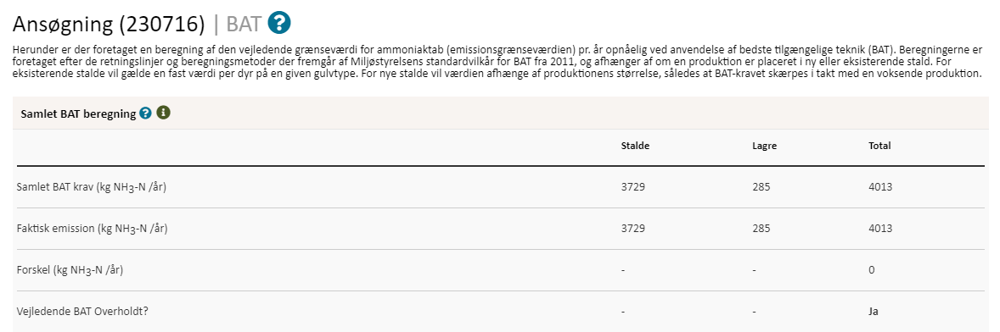 Ansøgning (230716) | BAT ?
Herunder er der foretaget en beregning af den vejledende grænseværdi for ammoniaktab (emissionsgrænseværdien) pr. år opnåelig ved anvendelse af bedste tilgængelige teknik (BAT). Beregningerne er
foretaget efter de retningslinjer og beregningsmetoder der fremgår af Miljøstyrelsens standardvilkår for BAT fra 2011, og afhænger af om en produktion er placeret i ny eller eksisterende stald. For
eksisterende stalde vil gælde en fast værdi per dyr på en given gulvtype. For nye stalde vil værdien afhænge af produktionens størrelse, således at BAT-kravet skærpes i takt med en voksende produktion.
Samlet BAT beregning ? i
Stalde Lagre Total
Samlet BAT krav (kg NH3-N /år) 3729 285 4013
Faktisk emission (kg NH3-N /år) 3729 285 4013
Forskel (kg NH3-N /år) - - 0
Vejledende BAT Overholdt? - - Ja